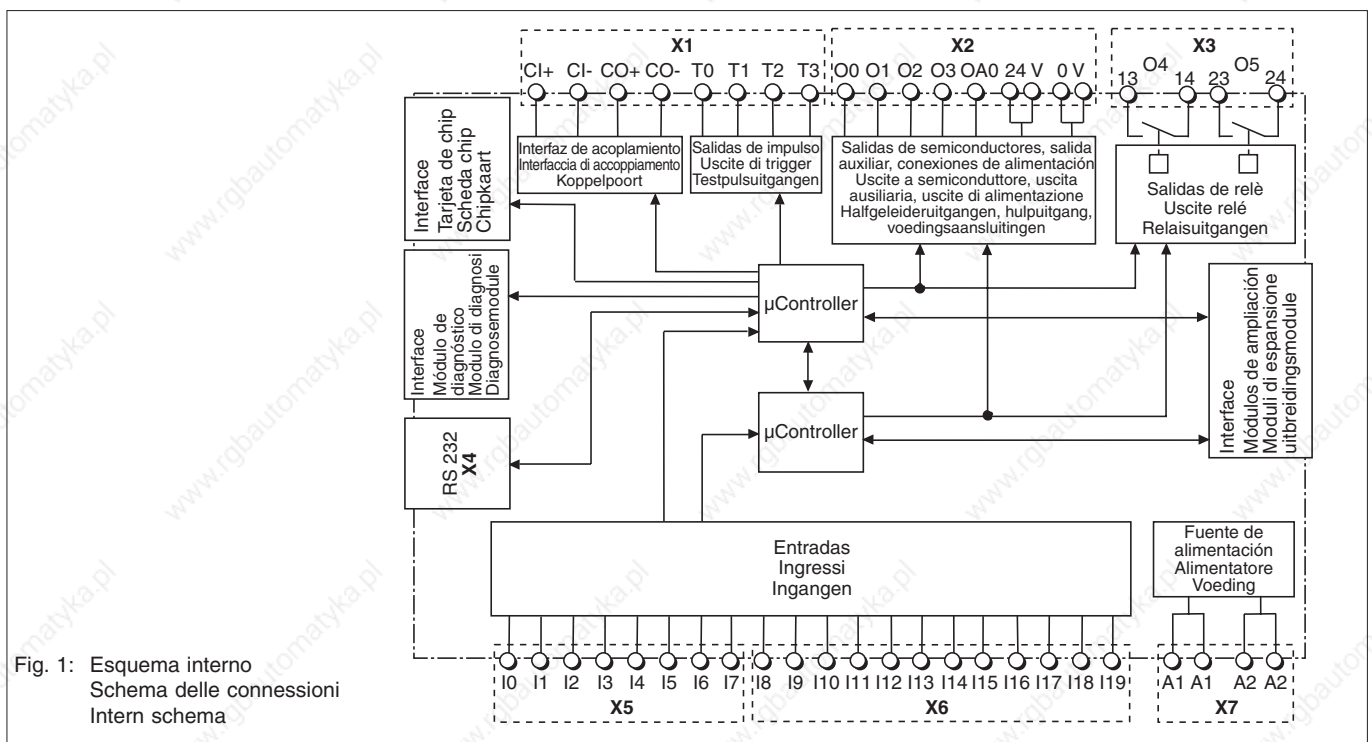 X1
X2
X3
CI+ CI- CO+ CO- T0 T1 T2 T3
O0 O1 O2 O3 OA0 24 V 0 V
O4 O5
13 14 23 24
Interface
Tarjeta de chip
Scheda chip
Chipkaart
Interfaz de acoplamiento
Interfaccia di accoppiamento
Koppelpoort
Salidas de impulso
Uscite di trigger
Testpulsuitgangen
Salidas de semiconductores, salida
auxiliar, conexiones de alimentación
Uscite a semiconduttore, uscita
ausiliaria, uscite di alimentazione
Halfgeleideruitgangen, hulpuitgang,
voedingsaansluitingen
Salidas de relè
Uscite relé
Relaisuitgangen
Interface
Módulo de
diagnóstico
Modulo di diagnosi
Diagnosemodule
µController
µController
Interface
Módulos de ampliación
Moduli di espansione
uitbreidingsmodule
RS 232
X4
Entradas
Ingressi
Ingangen
Fuente de
alimentación
Alimentatore
Voeding
I0 I1 I2 I3 I4 I5 I6 I7
I8 I9 I10 I11 I12 I13 I14 I15 I16 I17 I18 I19
A1 A1 A2 A2
X5
X6
X7
Fig. 1: Esquema interno
Schema delle connessioni
Intern schema
www.rgbautomatyka.pl